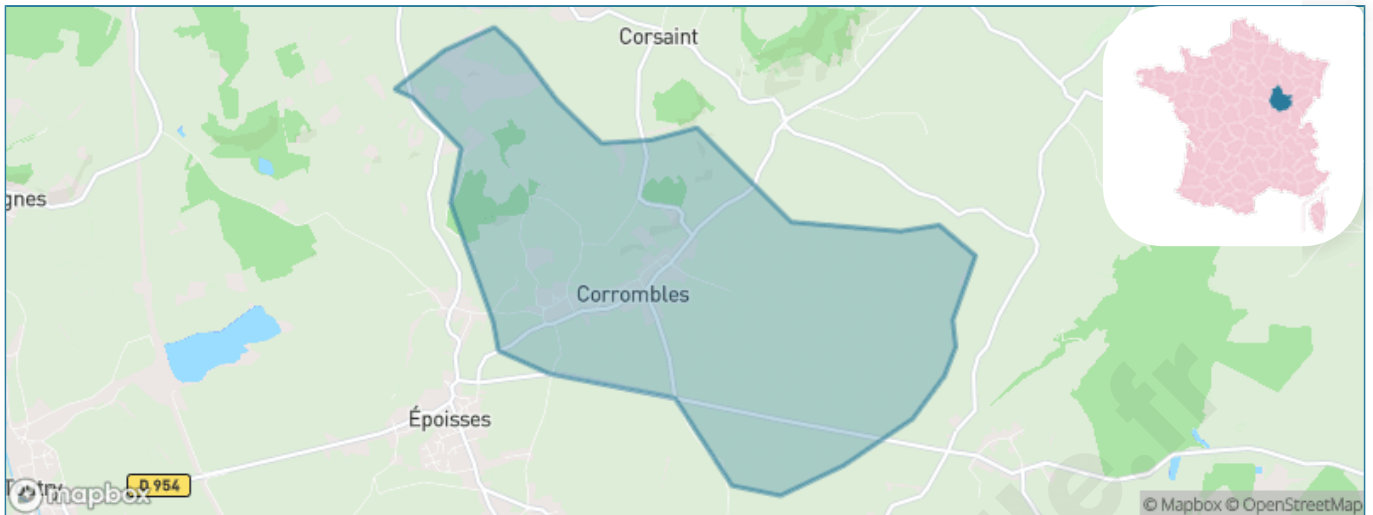 Corsaint
gnes
Corrombles
Époisses
D 954
mapbox
© Mapbox © OpenStreetMap